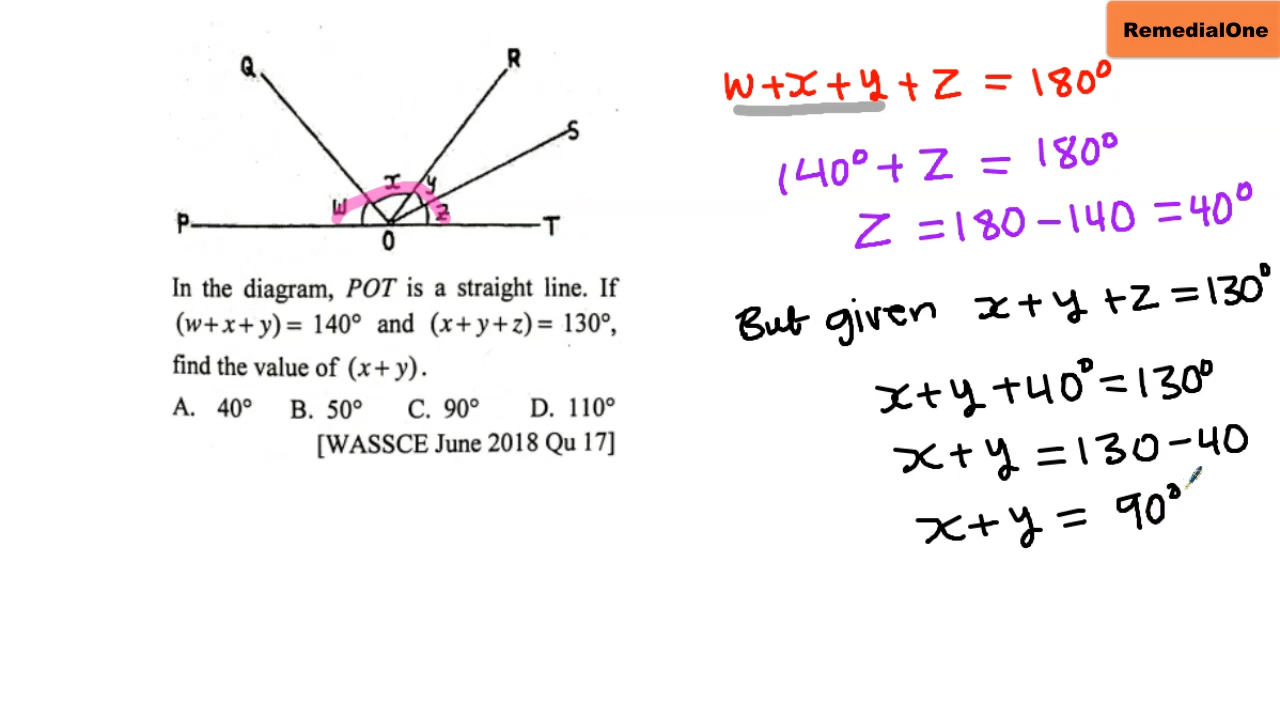 RemedialOne
Q
R
S
x
y
w
z
P
T
O
In the diagram, POT is a straight line. If
(w+x+y)= 140° and (x+y+z)= 130°,
find the value of (x+y).
A. 40° B. 50° C. 90° D. 110°
[WASSCE June 2018 Qu 17]
w+x+y+z = 180°
140° + z = 180°
z = 180 - 140 = 40°
But given x+y+z = 130°
x+y+40° = 130°
x+y = 130-40
x+y = 90°